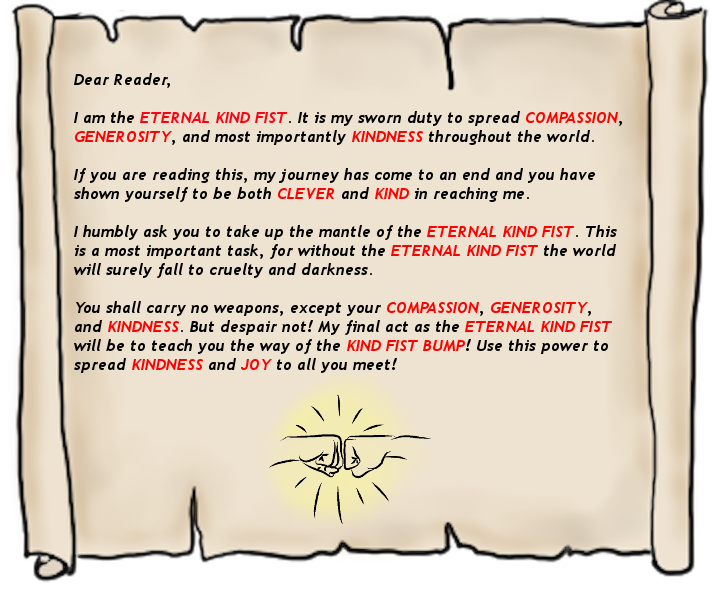 Dear Reader,
I am the ETERNAL KIND FIST. It is my sworn duty to spread COMPASSION,
GENEROSITY, and most importantly KINDNESS throughout the world.
If you are reading this, my journey has come to an end and you have
shown yourself to be both CLEVER and KIND in reaching me.
I humbly ask you to take up the mantle of the ETERNAL KIND FIST. This
is a most important task, for without the ETERNAL KIND FIST the world
will surely fall to cruelty and darkness.
You shall carry no weapons, except your COMPASSION, GENEROSITY,
and KINDNESS. But despair not! My final act as the ETERNAL KIND FIST
will be to teach you the way of the KIND FIST BUMP! Use this power to
spread KINDNESS and JOY to all you meet!